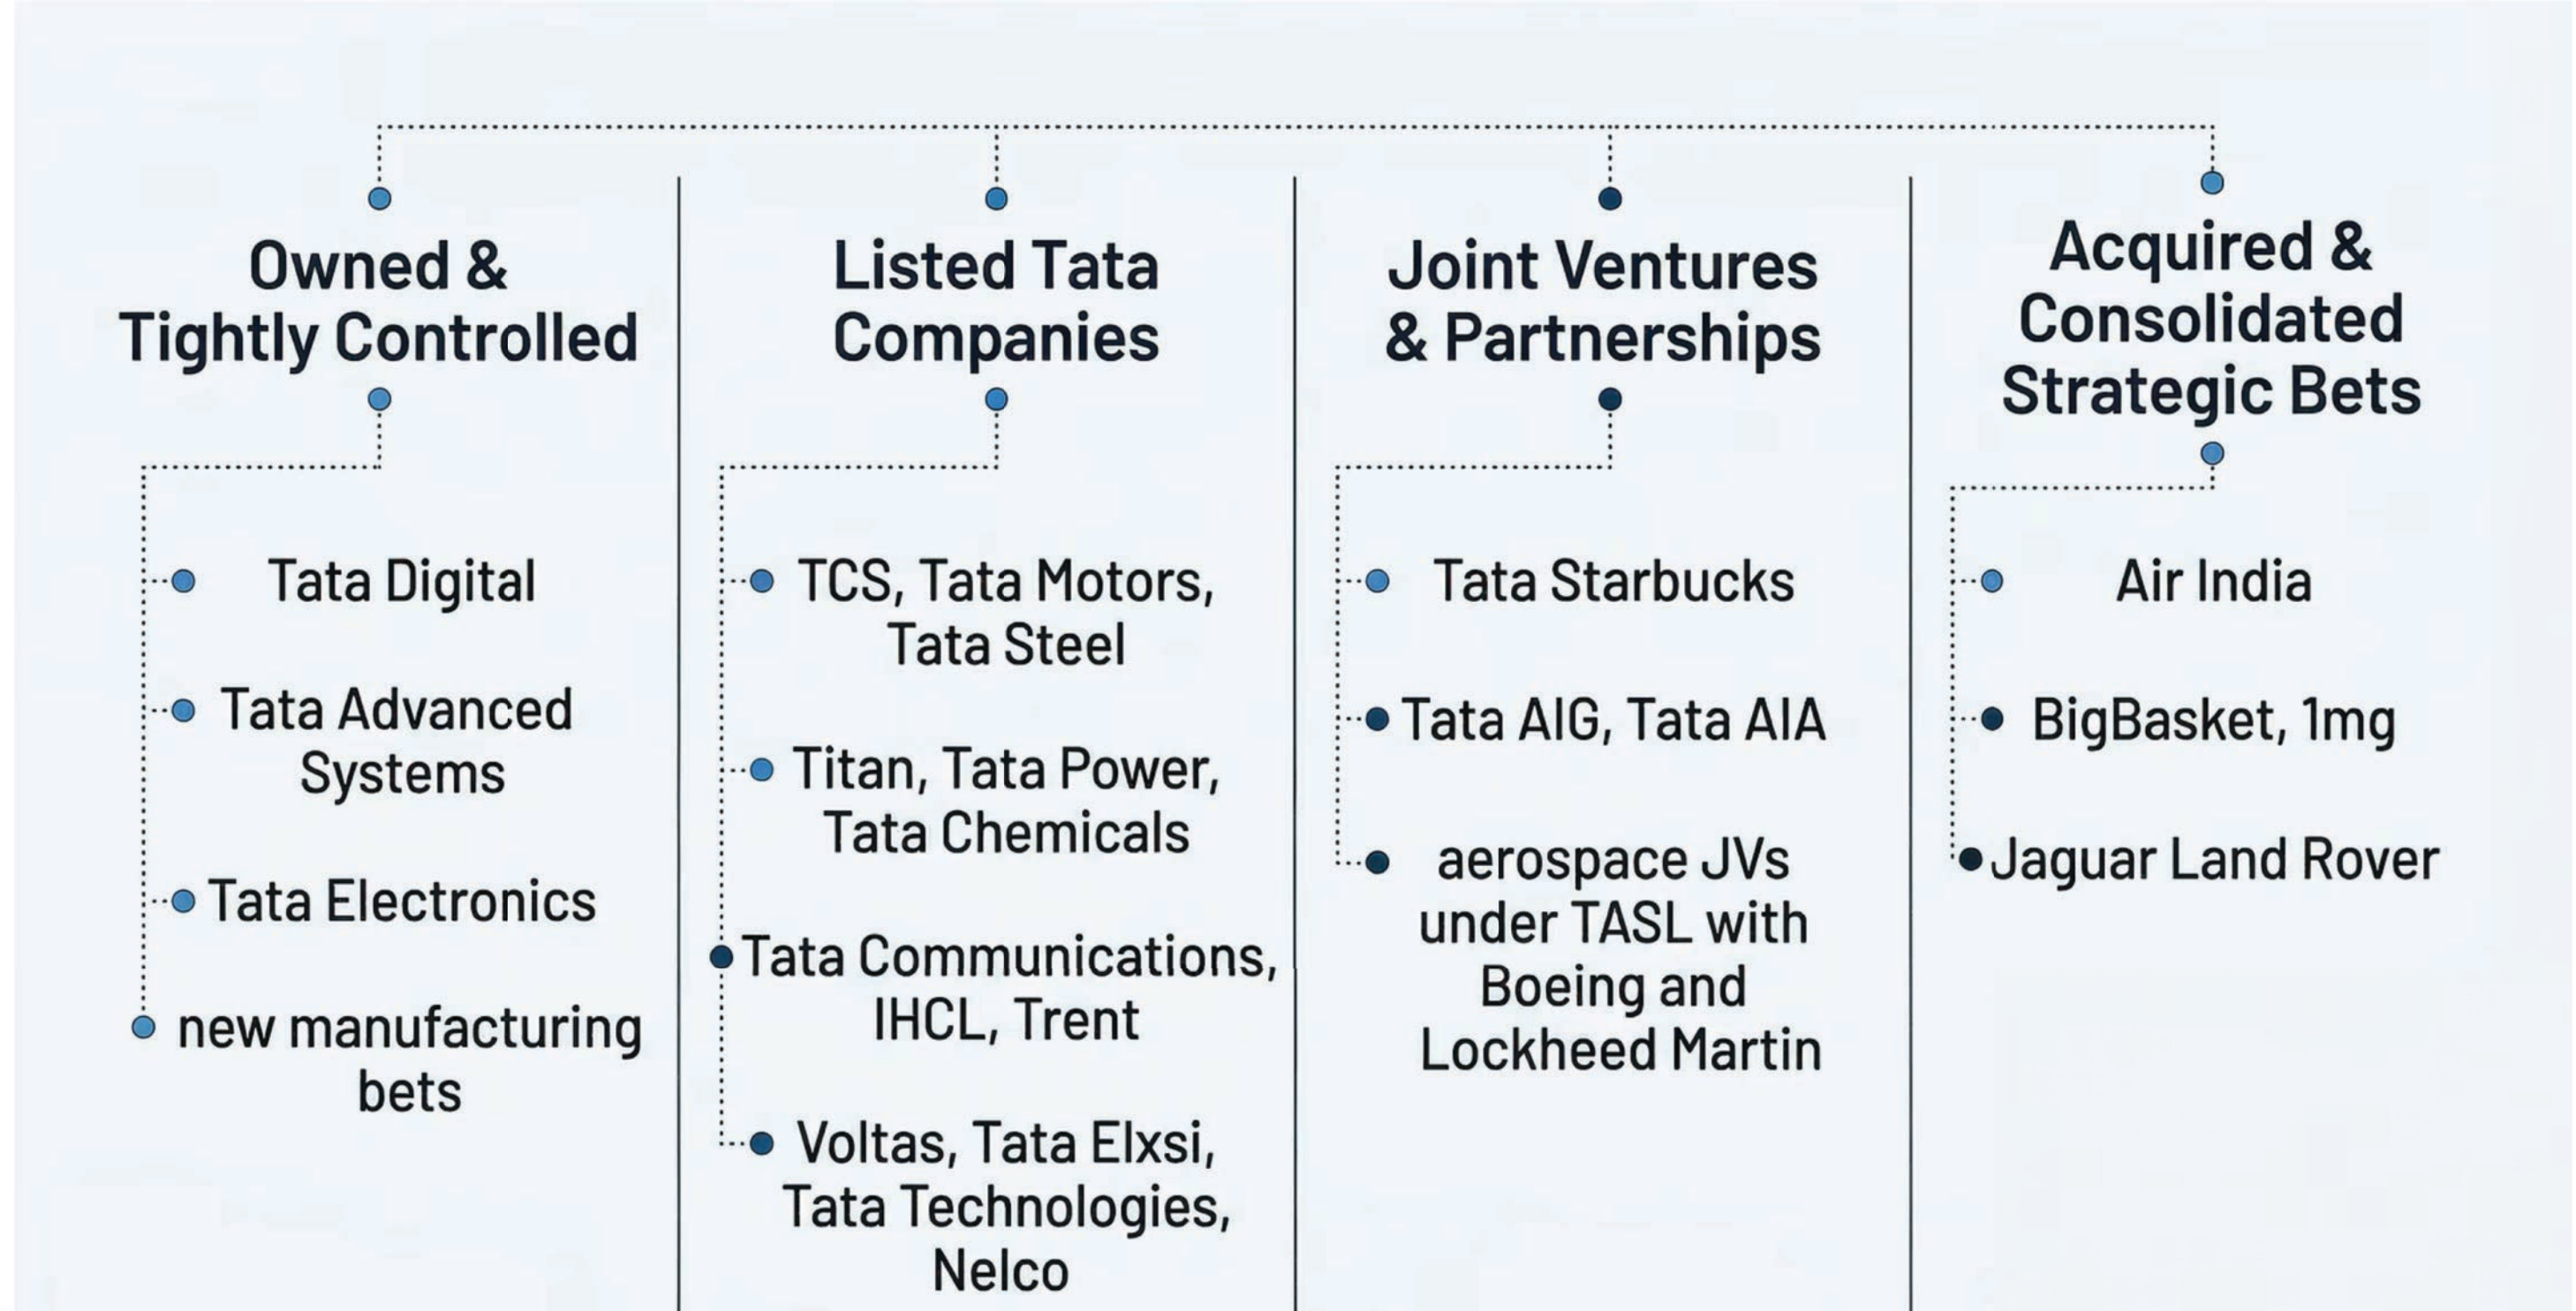 Owned &
Tightly Controlled
Tata Digital
Tata Advanced
Systems
Tata Electronics
new manufacturing
bets
Listed Tata
Companies
TCS, Tata Motors,
Tata Steel
Titan, Tata Power,
Tata Chemicals
Tata Communications,
IHCL, Trent
Voltas, Tata Elxsi,
Tata Technologies,
Nelco
Joint Ventures
& Partnerships
Tata Starbucks
Tata AIG, Tata AIA
aerospace JVs
under TASL with
Boeing and
Lockheed Martin
Acquired &
Consolidated
Strategic Bets
Air India
BigBasket, 1mg
Jaguar Land Rover